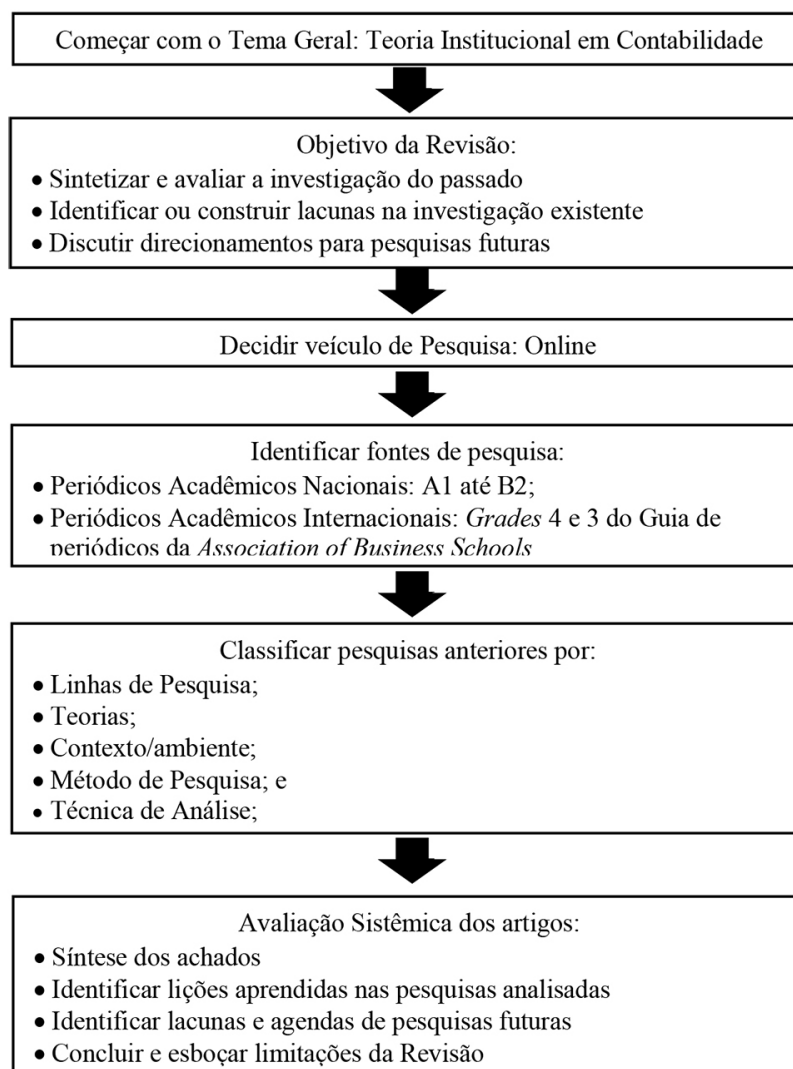 Começar com o Tema Geral: Teoria Institucional em Contabilidade
Objetivo da Revisão:
• Sintetizar e avaliar a investigação do passado
• Identificar ou construir lacunas na investigação existente
• Discutir direcionamentos para pesquisas futuras
Decidir veículo de Pesquisa: Online
Identificar fontes de pesquisa:
• Periódicos Acadêmicos Nacionais: A1 até B2;
• Periódicos Acadêmicos Internacionais: Grades 4 e 3 do Guia de
periódicos da Association of Business Schools
Classificar pesquisas anteriores por:
• Linhas de Pesquisa;
• Teorias;
• Contexto/ambiente;
• Método de Pesquisa; e
• Técnica de Análise;
Avaliação Sistêmica dos artigos:
• Síntese dos achados
• Identificar lições aprendidas nas pesquisas analisadas
• Identificar lacunas e agendas de pesquisas futuras
• Concluir e esboçar limitações da Revisão